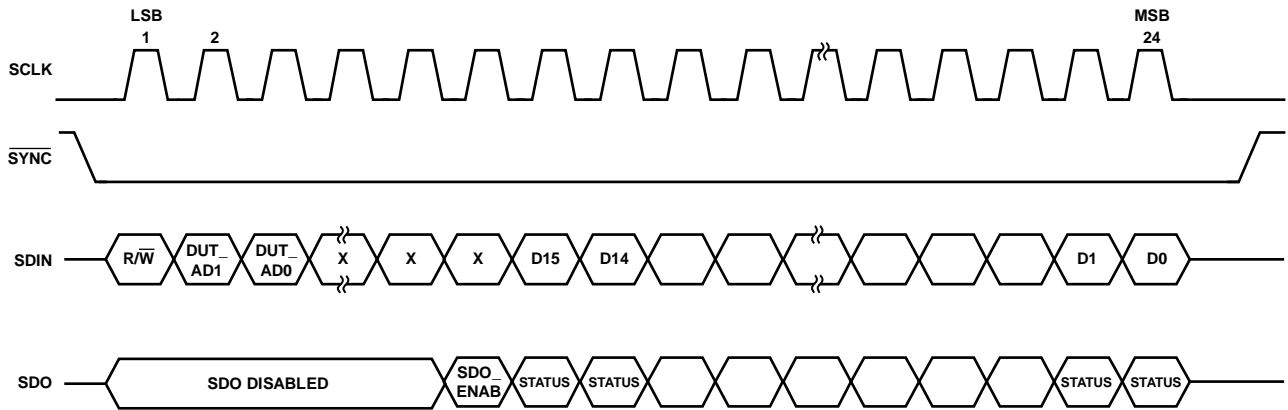 LSB MSB
1 2 24
SCLK
SYNC
SDIN R/W DUT_ AD1 DUT_ AD0 X X X D15 D14 D1 D0
SDO SDO DISABLED SDO_ ENAB STATUS STATUS STATUS STATUS